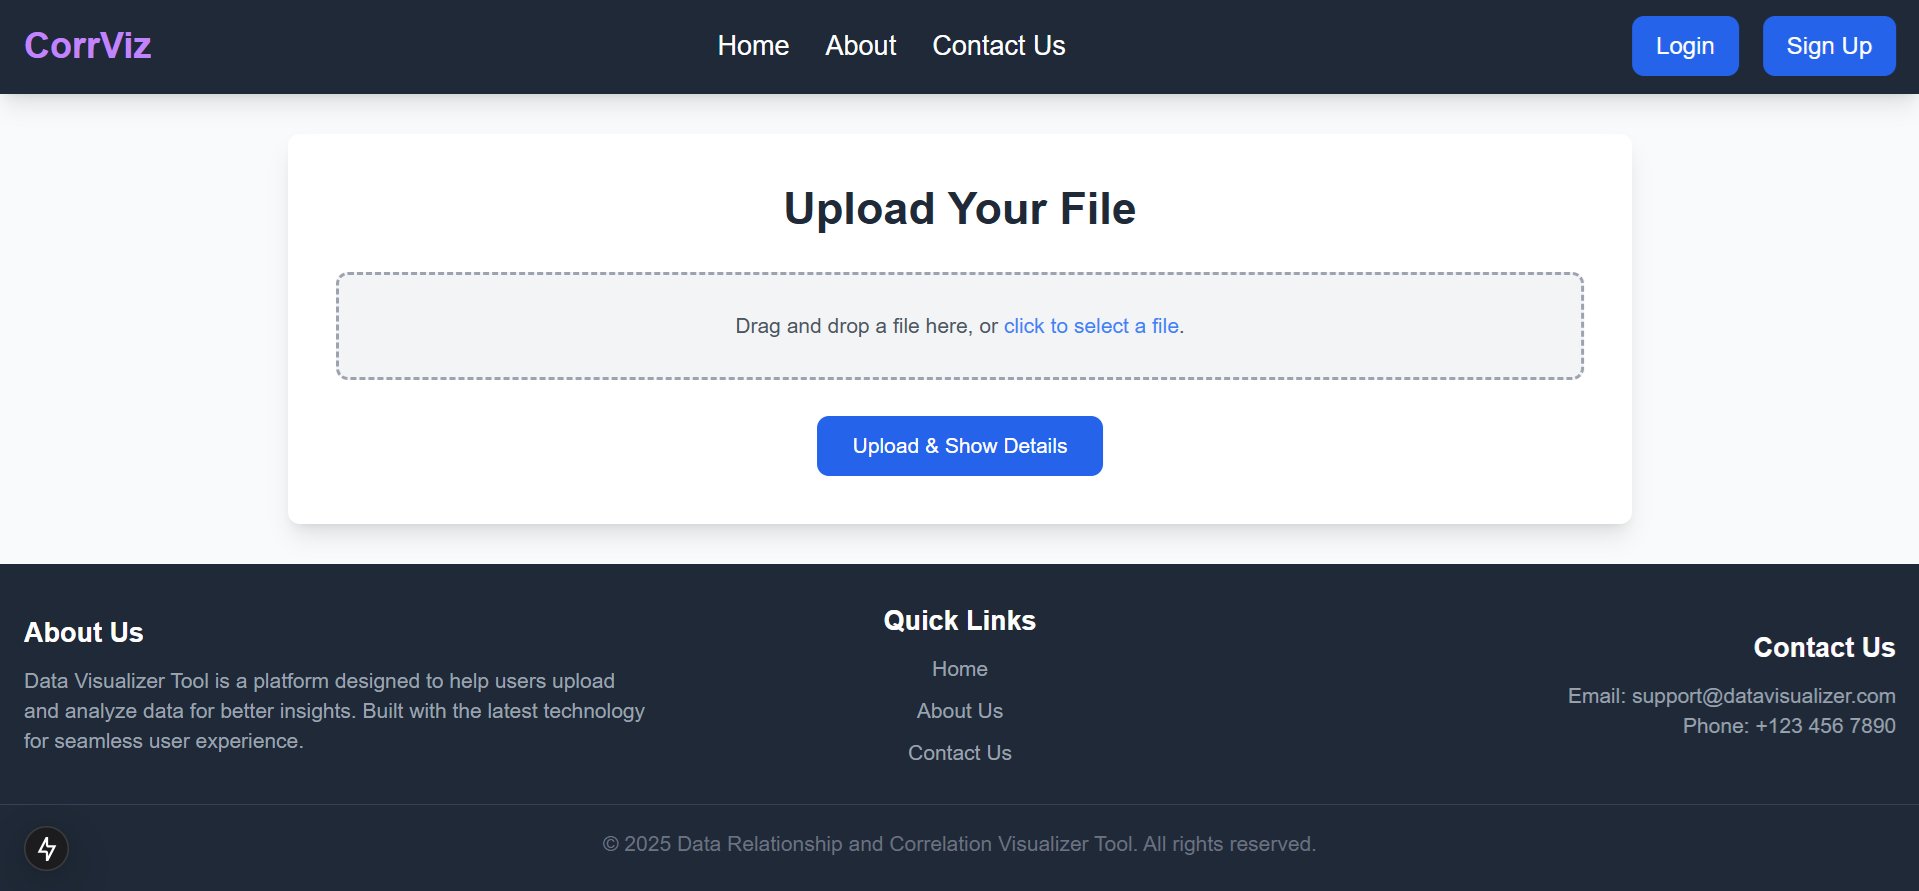 CorrViz
Home
About
Contact Us
Login
Sign Up
Upload Your File
Drag and drop a file here, or click to select a file.
Upload & Show Details
About Us
Data Visualizer Tool is a platform designed to help users upload
and analyze data for better insights. Built with the latest technology
for seamless user experience.
Quick Links
Home
About Us
Contact Us
Contact Us
Email: support@datavisualizer.com
Phone: +123 456 7890
© 2025 Data Relationship and Correlation Visualizer Tool. All rights reserved.